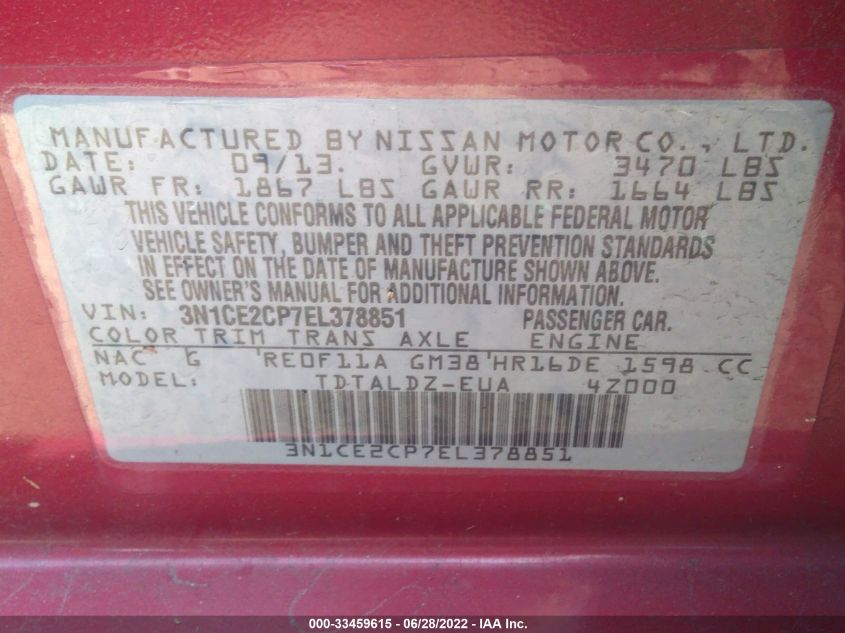 MANUFACTURED BY NISSAN MOTOR CO., LTD.
DATE: 09/13. GVWR: 3470 LBS
GAWR FR: 1867 LBS GAWR RR: 1664 LBS
THIS VEHICLE CONFORMS TO ALL APPLICABLE FEDERAL MOTOR
VEHICLE SAFETY, BUMPER AND THEFT PREVENTION STANDARDS
IN EFFECT ON THE DATE OF MANUFACTURE SHOWN ABOVE.
SEE OWNER'S MANUAL FOR ADDITIONAL INFORMATION.
VIN: 3N1CE2CP7EL378851 PASSENGER CAR.
COLOR TRIM TRANS AXLE ENGINE
NAC G RE0F11A GM38 HR16DE 1598 CC
MODEL: TDTALDZ-EUA 4Z000
3N1CE2CP7EL378851
000-33459615 - 06/28/2022 - IAA Inc.